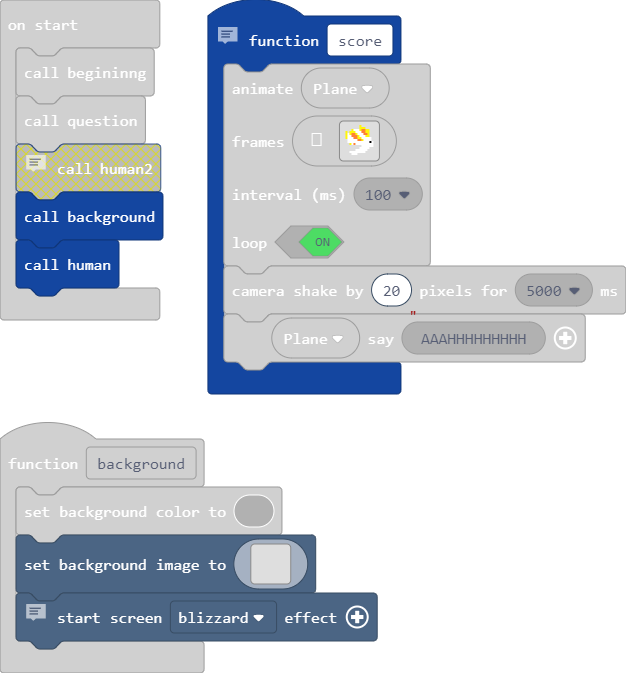 on start
call begininng
call question
call human2
call background
call human
function score
animate Plane
frames
interval (ms) 100
loop ON
camera shake by 20 pixels for 5000 ms
"
Plane say AAAHHHHHHHHH
function background
set background color to
set background image to
start screen blizzard effect